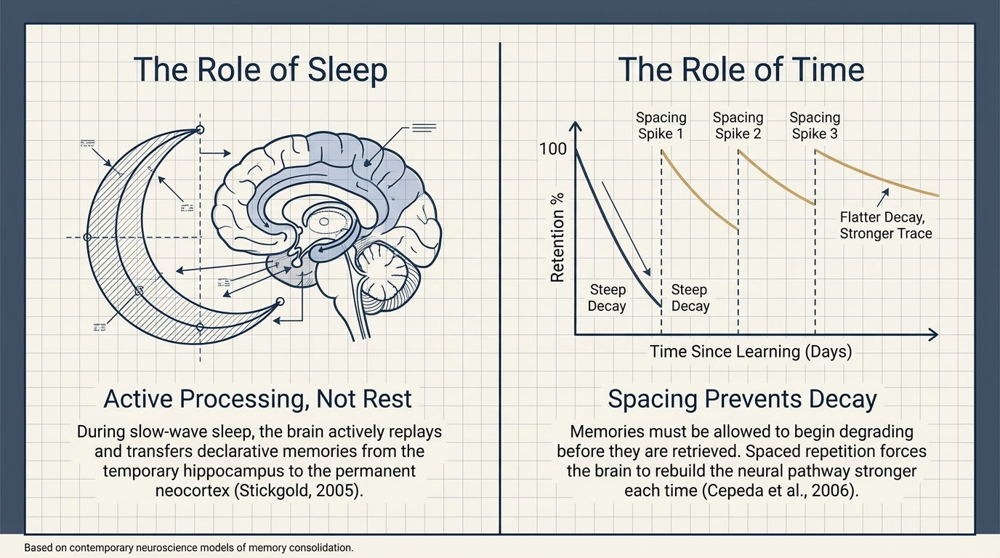 The Role of Sleep
Active Processing, Not Rest
During slow-wave sleep, the brain actively replays
and transfers declarative memories from the
temporary hippocampus to the permanent
neocortex (Stickgold, 2005).
The Role of Time
Spacing
Spike 1
Spacing
Spike 2
Spacing
Spike 3
100
Retention %
Steep
Decay
Steep
Decay
Flatter Decay,
Stronger Trace
Time Since Learning (Days)
Spacing Prevents Decay
Memories must be allowed to begin degrading
before they are retrieved. Spaced repetition forces
the brain to rebuild the neural pathway stronger
each time (Cepeda et al., 2006).
Based on contemporary neuroscience models of memory consolidation.